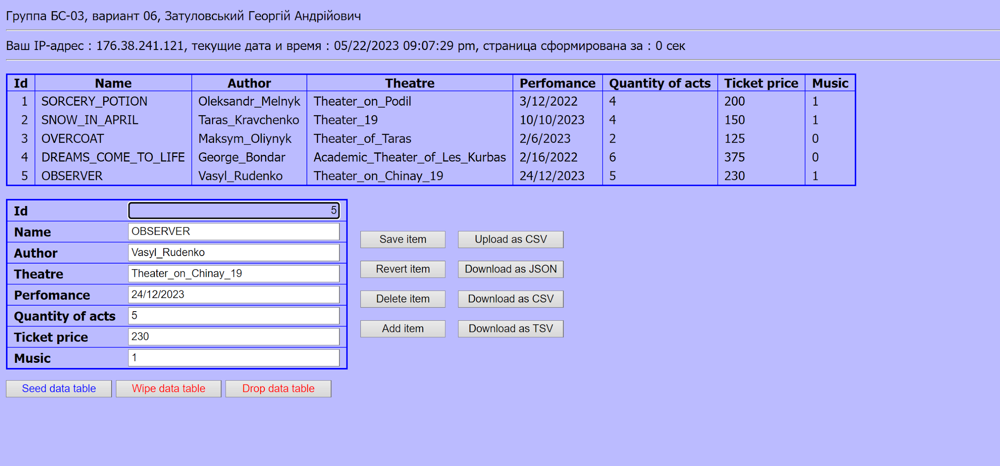 Группа БС-03, вариант 06, Затуловський Георгій Андрійович
Ваш IP-адрес : 176.38.241.121, текущие дата и время : 05/22/2023 09:07:29 pm, страница сформирована за : 0 сек
Id Name Author Theatre Perfomance Quantity of acts Ticket price Music
1 SORCERY_POTION Oleksandr_Melnyk Theater_on_Podil 3/12/2022 4 200 1
2 SNOW_IN_APRIL Taras_Kravchenko Theater_19 10/10/2023 4 150 1
3 OVERCOAT Maksym_Oliynyk Theater_of_Taras 2/6/2023 2 125 0
4 DREAMS_COME_TO_LIFE George_Bondar Academic_Theater_of_Les_Kurbas 2/16/2022 6 375 0
5 OBSERVER Vasyl_Rudenko Theater_on_Chinay_19 24/12/2023 5 230 1
Id 5
Name OBSERVER
Author Vasyl_Rudenko
Theatre Theater_on_Chinay_19
Perfomance 24/12/2023
Quantity of acts 5
Ticket price 230
Music 1
Save item Upload as CSV
Revert item Download as JSON
Delete item Download as CSV
Add item Download as TSV
Seed data table Wipe data table Drop data table